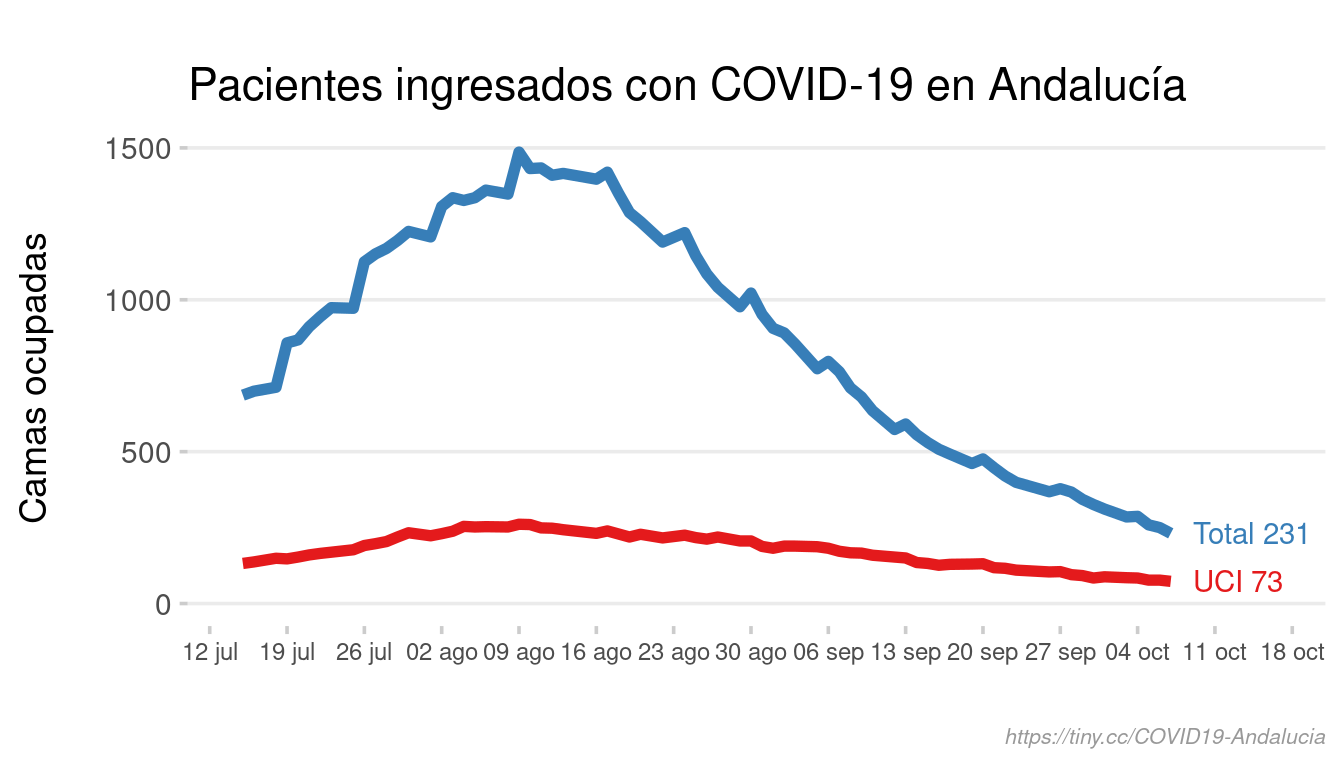 Pacientes ingresados con COVID-19 en Andalucía
Camas ocupadas
1500
1000
500
0
Total 231
UCI 73
12 jul 19 jul 26 jul 02 ago 09 ago 16 ago 23 ago 30 ago 06 sep 13 sep 20 sep 27 sep 04 oct 11 oct 18 oct
https://tiny.cc/COVID19-Andalucia